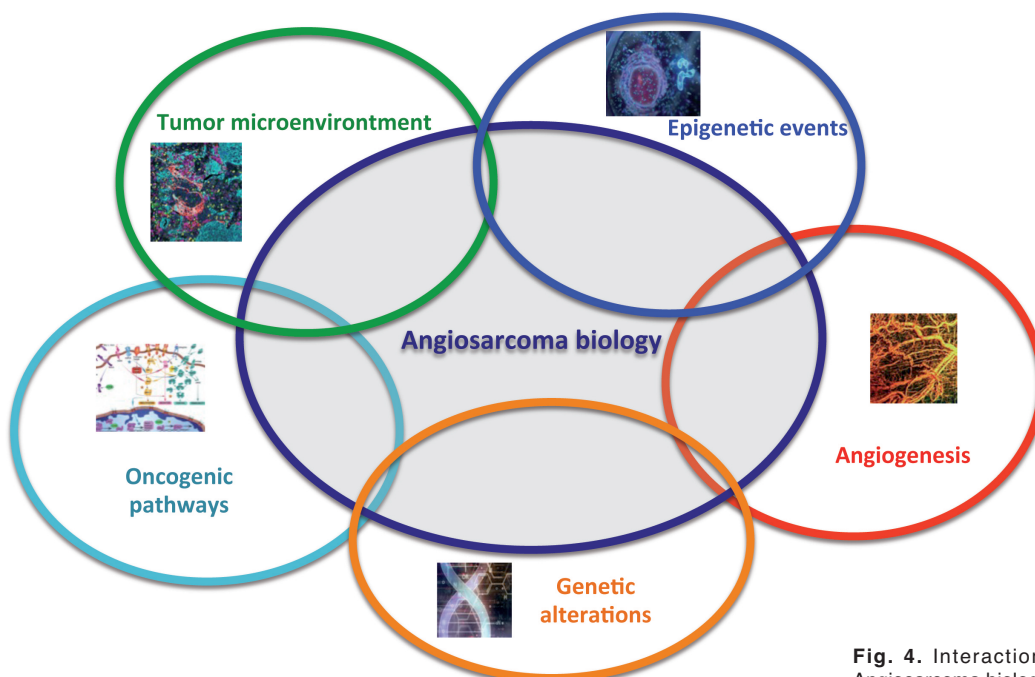 Tumor microenvirontment
Epigenetic events
Angiosarcoma biology
Angiogenesis
Oncogenic
pathways
Genetic
alterations
Fig. 4. Interaction